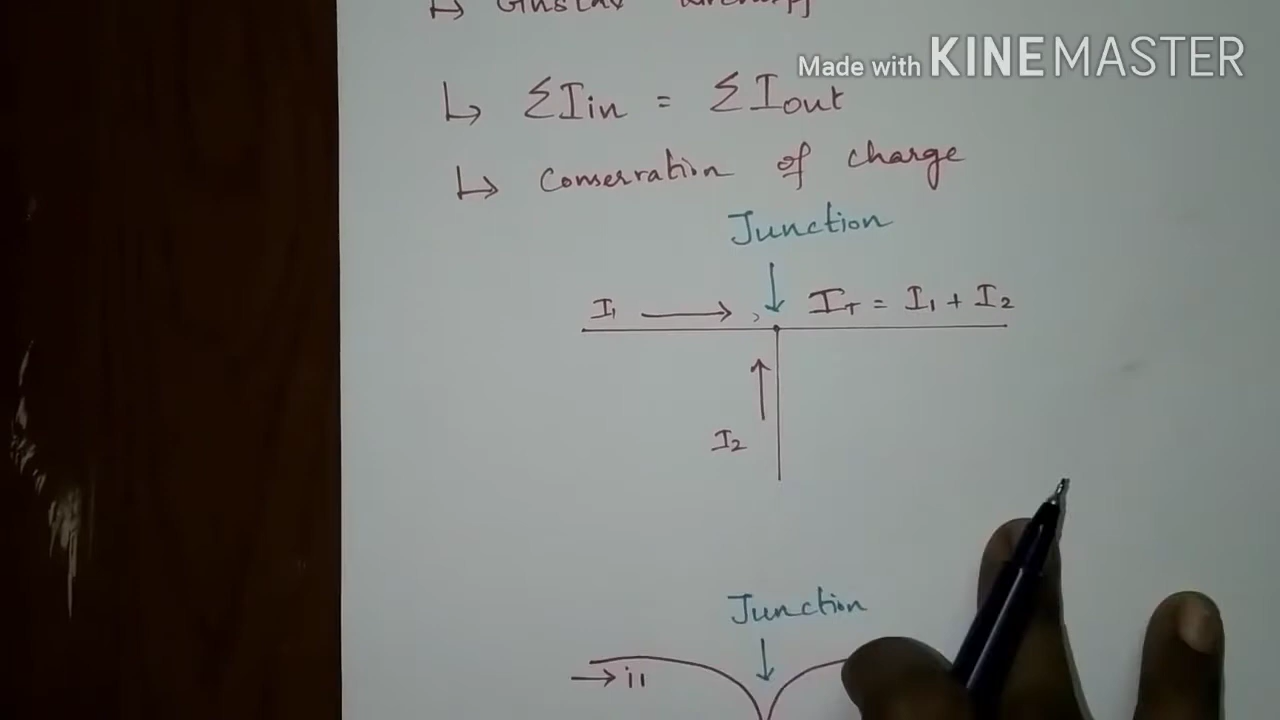 Made with KINEMASTER
↳ ΣIin = ΣIout
↳ Conservation of charge
Junction
I1 → IT = I1 + I2
I2
Junction
→ i1